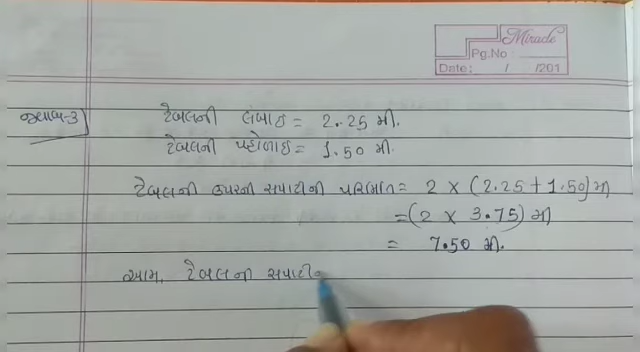 Miracle
Pg.No :
Date: / /201
જવાબ-3
ટેબલની લંબાઇ = 2.25 મી.
ટેબલની પહોળાઇ = 1.50 મી.
ટેબલની ઉપરની સપાટીની પરિમિતિ = 2 × (2.25 + 1.50) મી
= (2 × 3.75) મી
= 7.50 મી.
આમ, ટેબલની સપાટીન